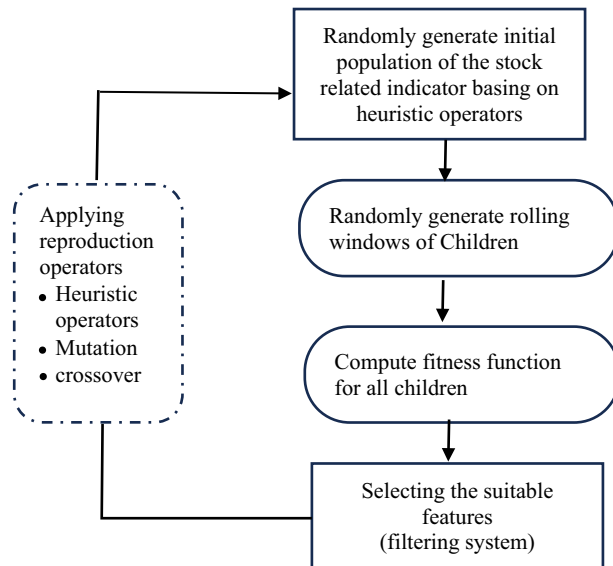 Randomly generate initial
population of the stock
related indicator basing on
heuristic operators
Randomly generate rolling
windows of Children
Compute fitness function
for all children
Selecting the suitable
features
(filtering system)
Applying
reproduction
operators
• Heuristic
operators
• Mutation
• crossover